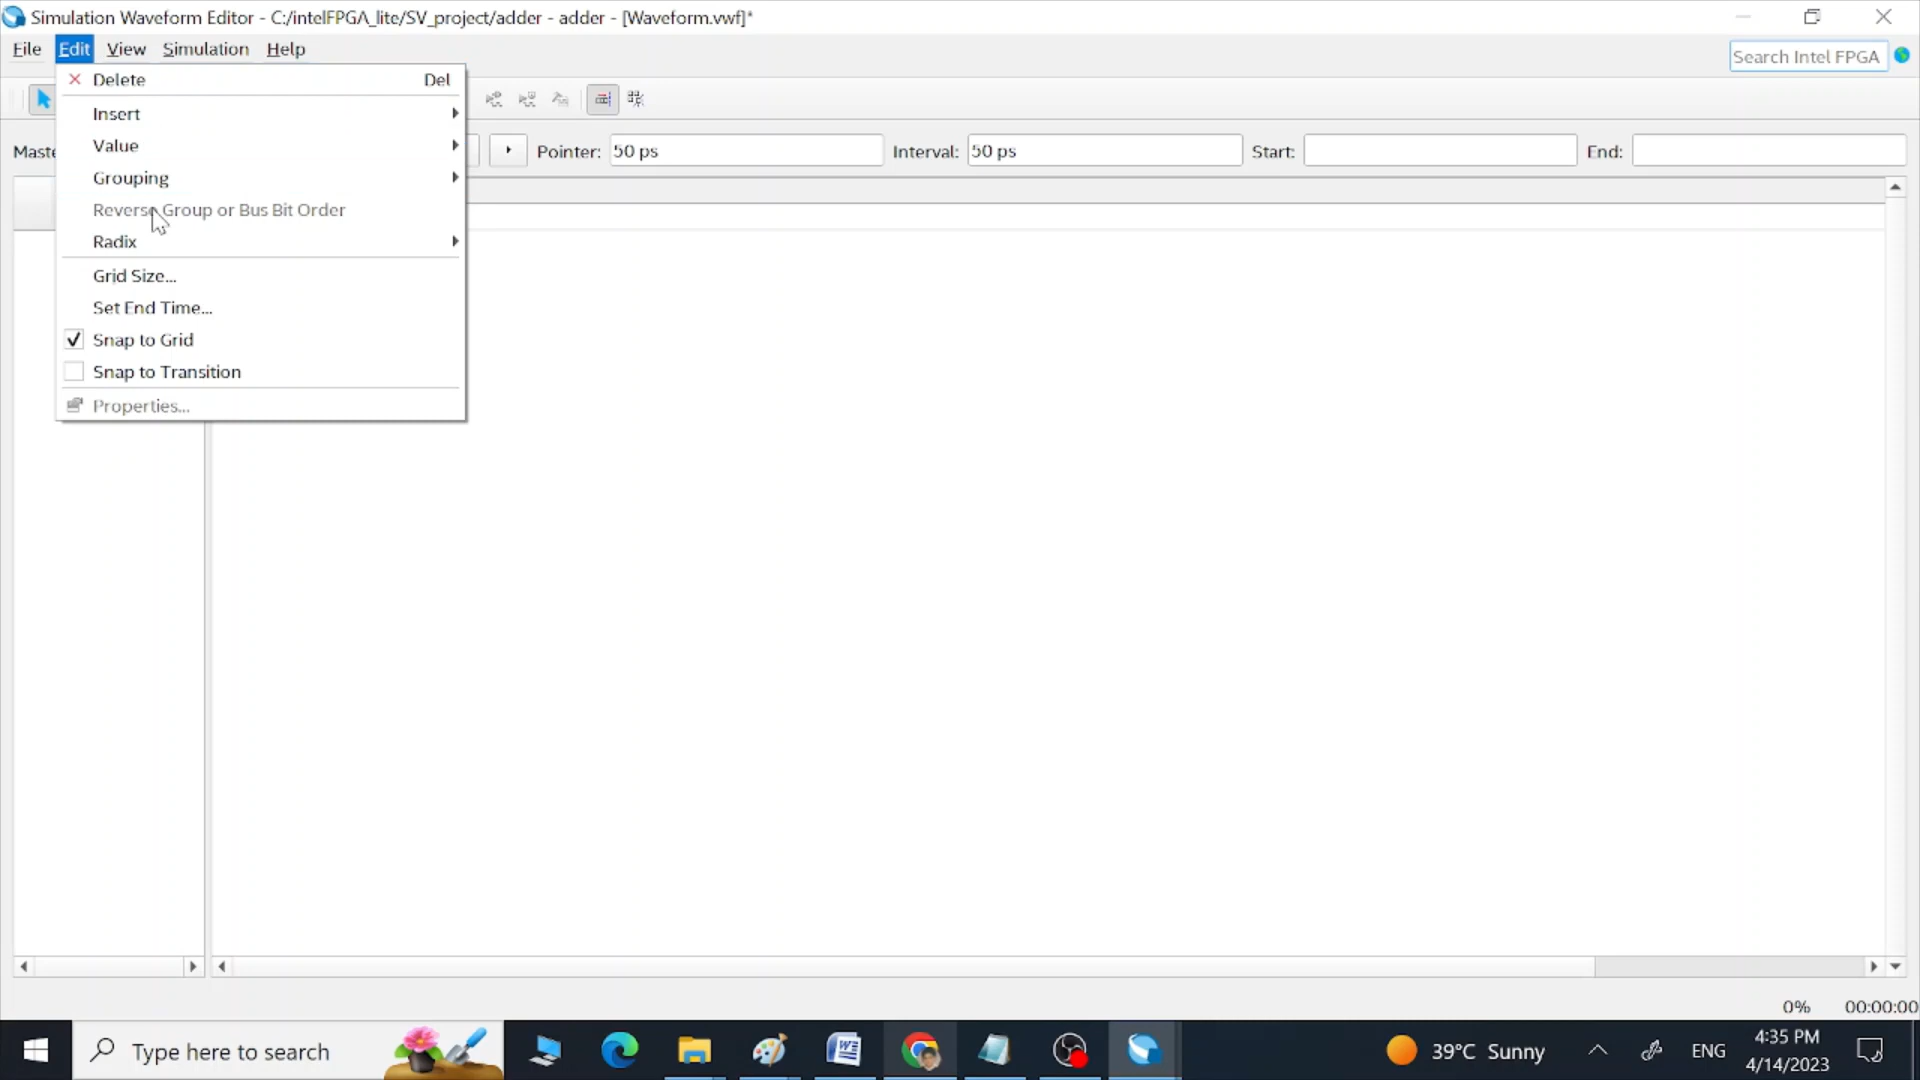 Simulation Waveform Editor - C:/intelFPGA_lite/SV_project/adder - adder - [Waveform.vwf]*
File Edit View Simulation Help
Search Intel FPGA
Delete Del
Insert
Value
Grouping
Reverse Group or Bus Bit Order
Radix
Grid Size...
Set End Time...
Snap to Grid
Snap to Transition
Properties...
Maste
Pointer: 50 ps Interval: 50 ps Start: End:
0% 00:00:00
Type here to search
39°C Sunny
ENG
4:35 PM
4/14/2023